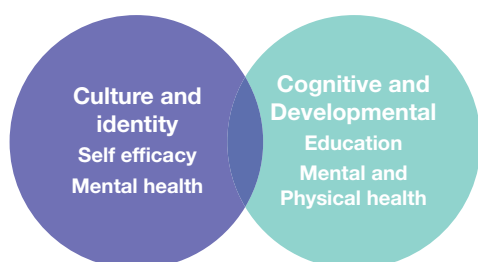 Culture and
identity
Self efficacy
Mental health
Cognitive and
Developmental
Education
Mental and
Physical health